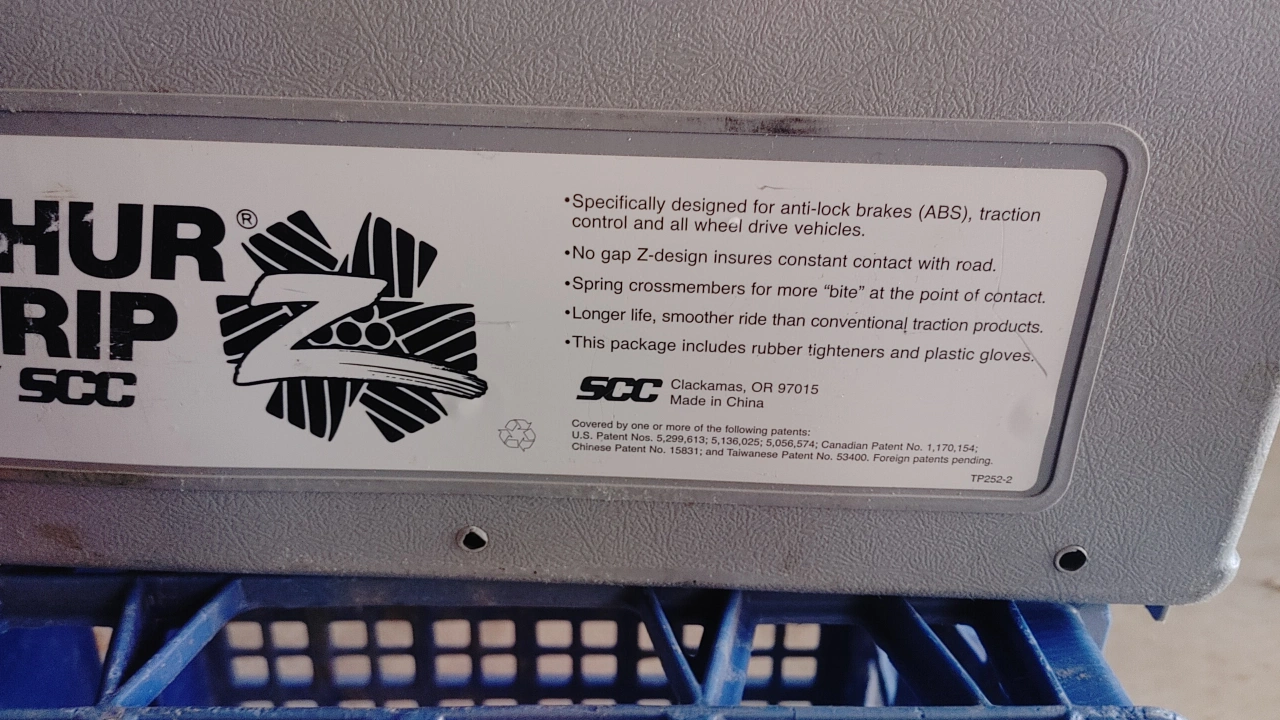 HUR®
RIP
SCC
Z
•Specifically designed for anti-lock brakes (ABS), traction
control and all wheel drive vehicles.
•No gap Z-design insures constant contact with road.
•Spring crossmembers for more “bite” at the point of contact.
•Longer life, smoother ride than conventional traction products.
•This package includes rubber tighteners and plastic gloves.
SCC Clackamas, OR 97015
Made in China
Covered by one or more of the following patents:
U.S. Patent Nos. 5,299,613; 5,136,025; 5,056,574; Canadian Patent No. 1,170,154;
Chinese Patent No. 15831; and Taiwanese Patent No. 53400. Foreign patents pending.
TP252-2